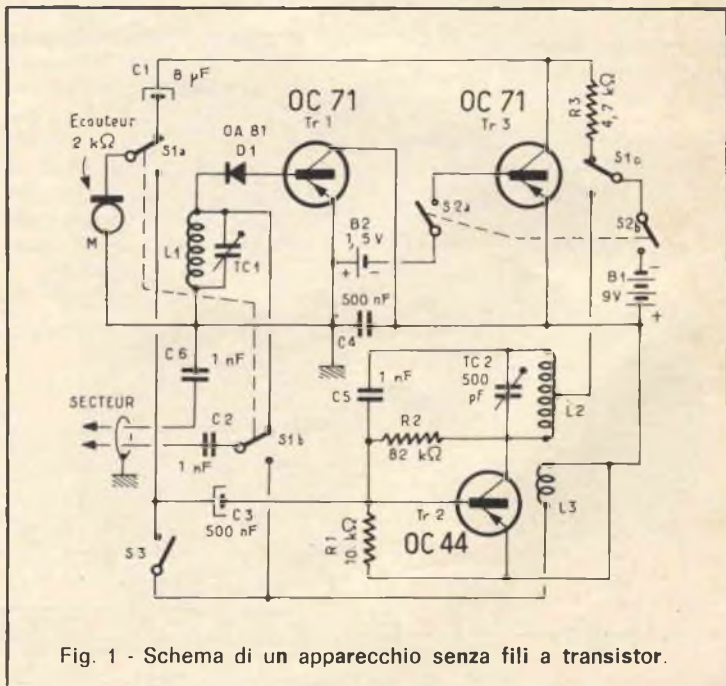 C1
8 µF
Ecouteur
2 kΩ
S1a
M
OA 81
D1
OC 71
Tr 1
L1
TC1
OC 71
Tr 3
R3
4,7 kΩ
S1c
S2a
S2b
B2
1,5 V
+ -
B1
9V
-
+
500 nF
C4
C6
1 nF
SECTEUR
C2
1 nF
S1b
C5
1 nF
TC 2
500
pF
L2
R2
82 kΩ
C3
500 nF
S3
R1
10 kΩ
Tr 2
OC 44
L3
Fig. 1 - Schema di un apparecchio senza fili a transistor.